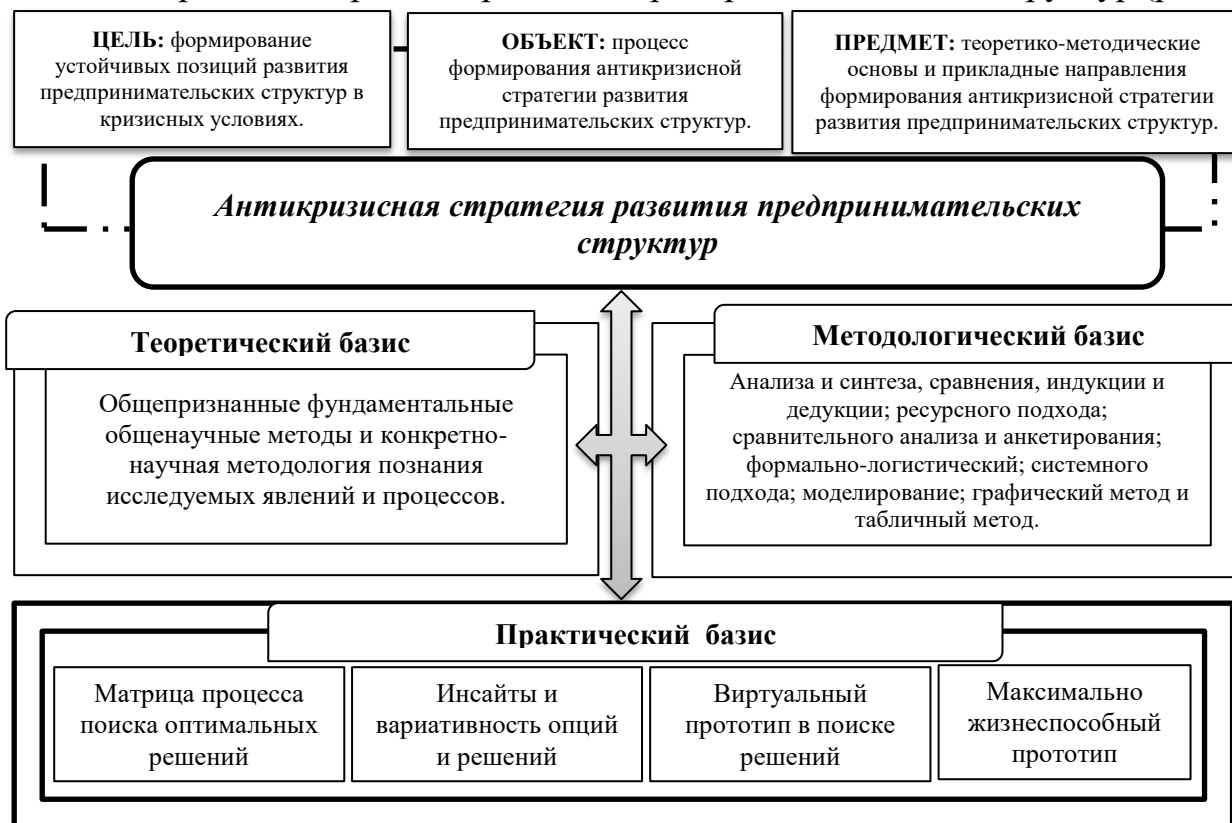 ЦЕЛЬ: формирование
устойчивых позиций развития
предпринимательских структур в
кризисных условиях.
ОБЪЕКТ: процесс
формирования антикризисной
стратегии развития
предпринимательских структур.
ПРЕДМЕТ: теоретико-методические
основы и прикладные направления
формирования антикризисной стратегии
развития предпринимательских структур.
Антикризисная стратегия развития предпринимательских
структур
Теоретический базис
Общепризнанные фундаментальные
общенаучные методы и конкретно-
научная методология познания
исследуемых явлений и процессов.
Методологический базис
Анализа и синтеза, сравнения, индукции и
дедукции; ресурсного подхода;
сравнительного анализа и анкетирования;
формально-логистический; системного
подхода; моделирование; графический метод и
табличный метод.
Практический базис
Матрица процесса
поиска оптимальных
решений
Инсайты и
вариативность опций
и решений
Виртуальный
прототип в поиске
решений
Максимально
жизнеспособный
прототип